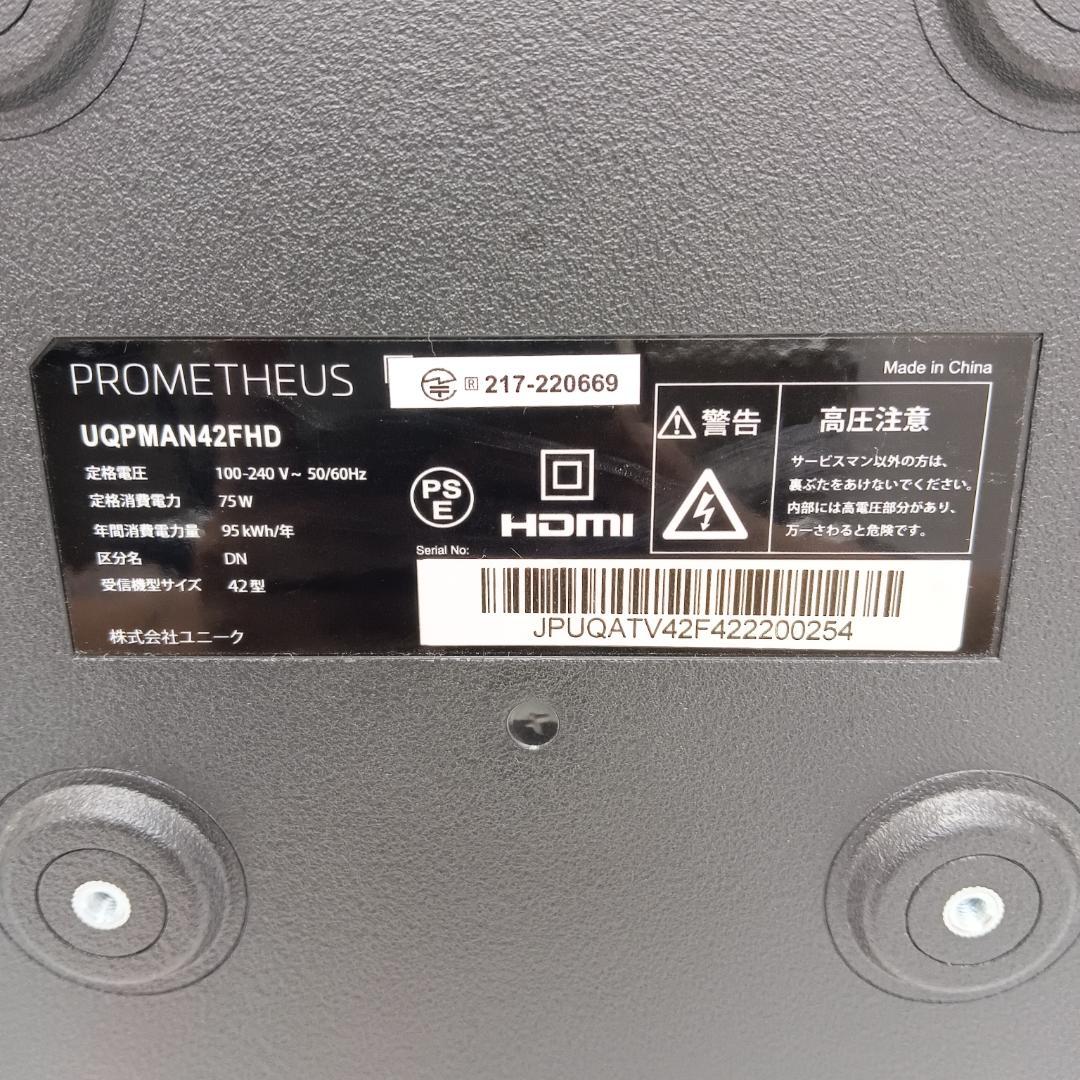 PROMETHEUS
R 217-220669
Made in China
UQPMAN42FHD
定格電圧 100-240 V~ 50/60Hz
定格消費電力 75W
年間消費電力量 95 kWh/年
区分名 DN
受信機型サイズ 42型
株式会社ユニーク
PS
E
HDMI
警告
高圧注意
サービスマン以外の方は、
裏ぶたをあけないでください。
内部には高電圧部分があり、
万一さわると危険です。
Serial No:
JPUQATV42F422200254